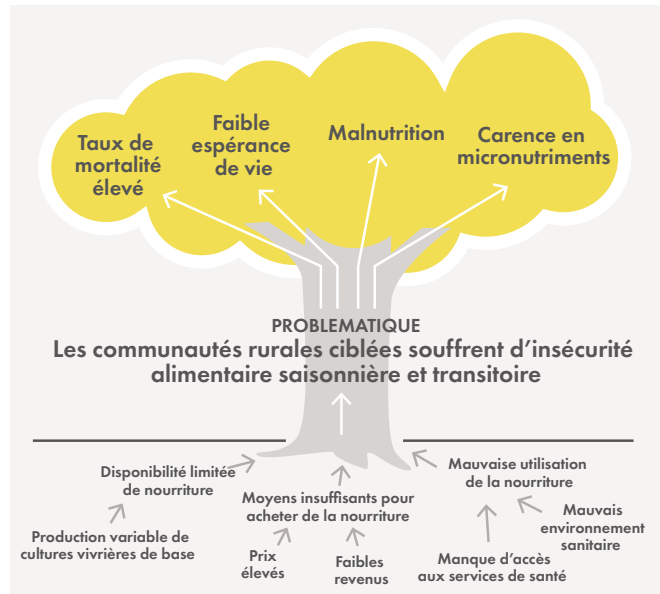 Taux de
mortalité
élevé
Faible
espérance
de vie
Malnutrition
Carence en
micronutriments
PROBLEMATIQUE
Les communautés rurales ciblées souffrent d’insécurité
alimentaire saisonnière et transitoire
Disponibilité limitée
de nourriture
Moyens insuffisants pour
acheter de la nourriture
Mauvaise utilisation
de la nourriture
Production variable de
cultures vivrières de base
Prix
élevés
Faibles
revenus
Manque d’accès
aux services de santé
Mauvais
environnement
sanitaire